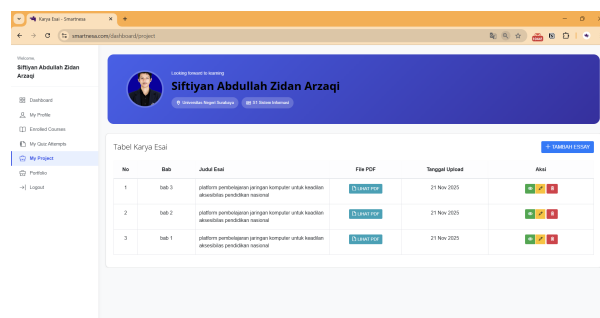 Karya Esai - Smartnesa
smartnesa.com/dashboard/project
Welcome,
Siftiyan Abdullah Zidan
Arzaqi
Dashboard
My Profile
Enrolled Courses
My Quiz Attempts
My Project
Portfolio
Logout
Looking forward to learning
Siftiyan Abdullah Zidan Arzaqi
Universitas Negeri Surabaya
S1 Sistem Informasi
Tabel Karya Esai
+ TAMBAH ESSAY
No Bab Judul Esai File PDF Tanggal Upload Aksi
1 bab 3 platform pembelajaran jaringan komputer untuk keadilan
aksesibilas pendidikan nasional
LIHAT PDF 21 Nov 2025
2 bab 2 platform pembelajaran jaringan komputer untuk keadilan
aksesibilas pendidikan nasional
LIHAT PDF 21 Nov 2025
3 bab 1 platform pembelajaran jaringan komputer untuk keadilan
aksesibilas pendidikan nasional
LIHAT PDF 21 Nov 2025